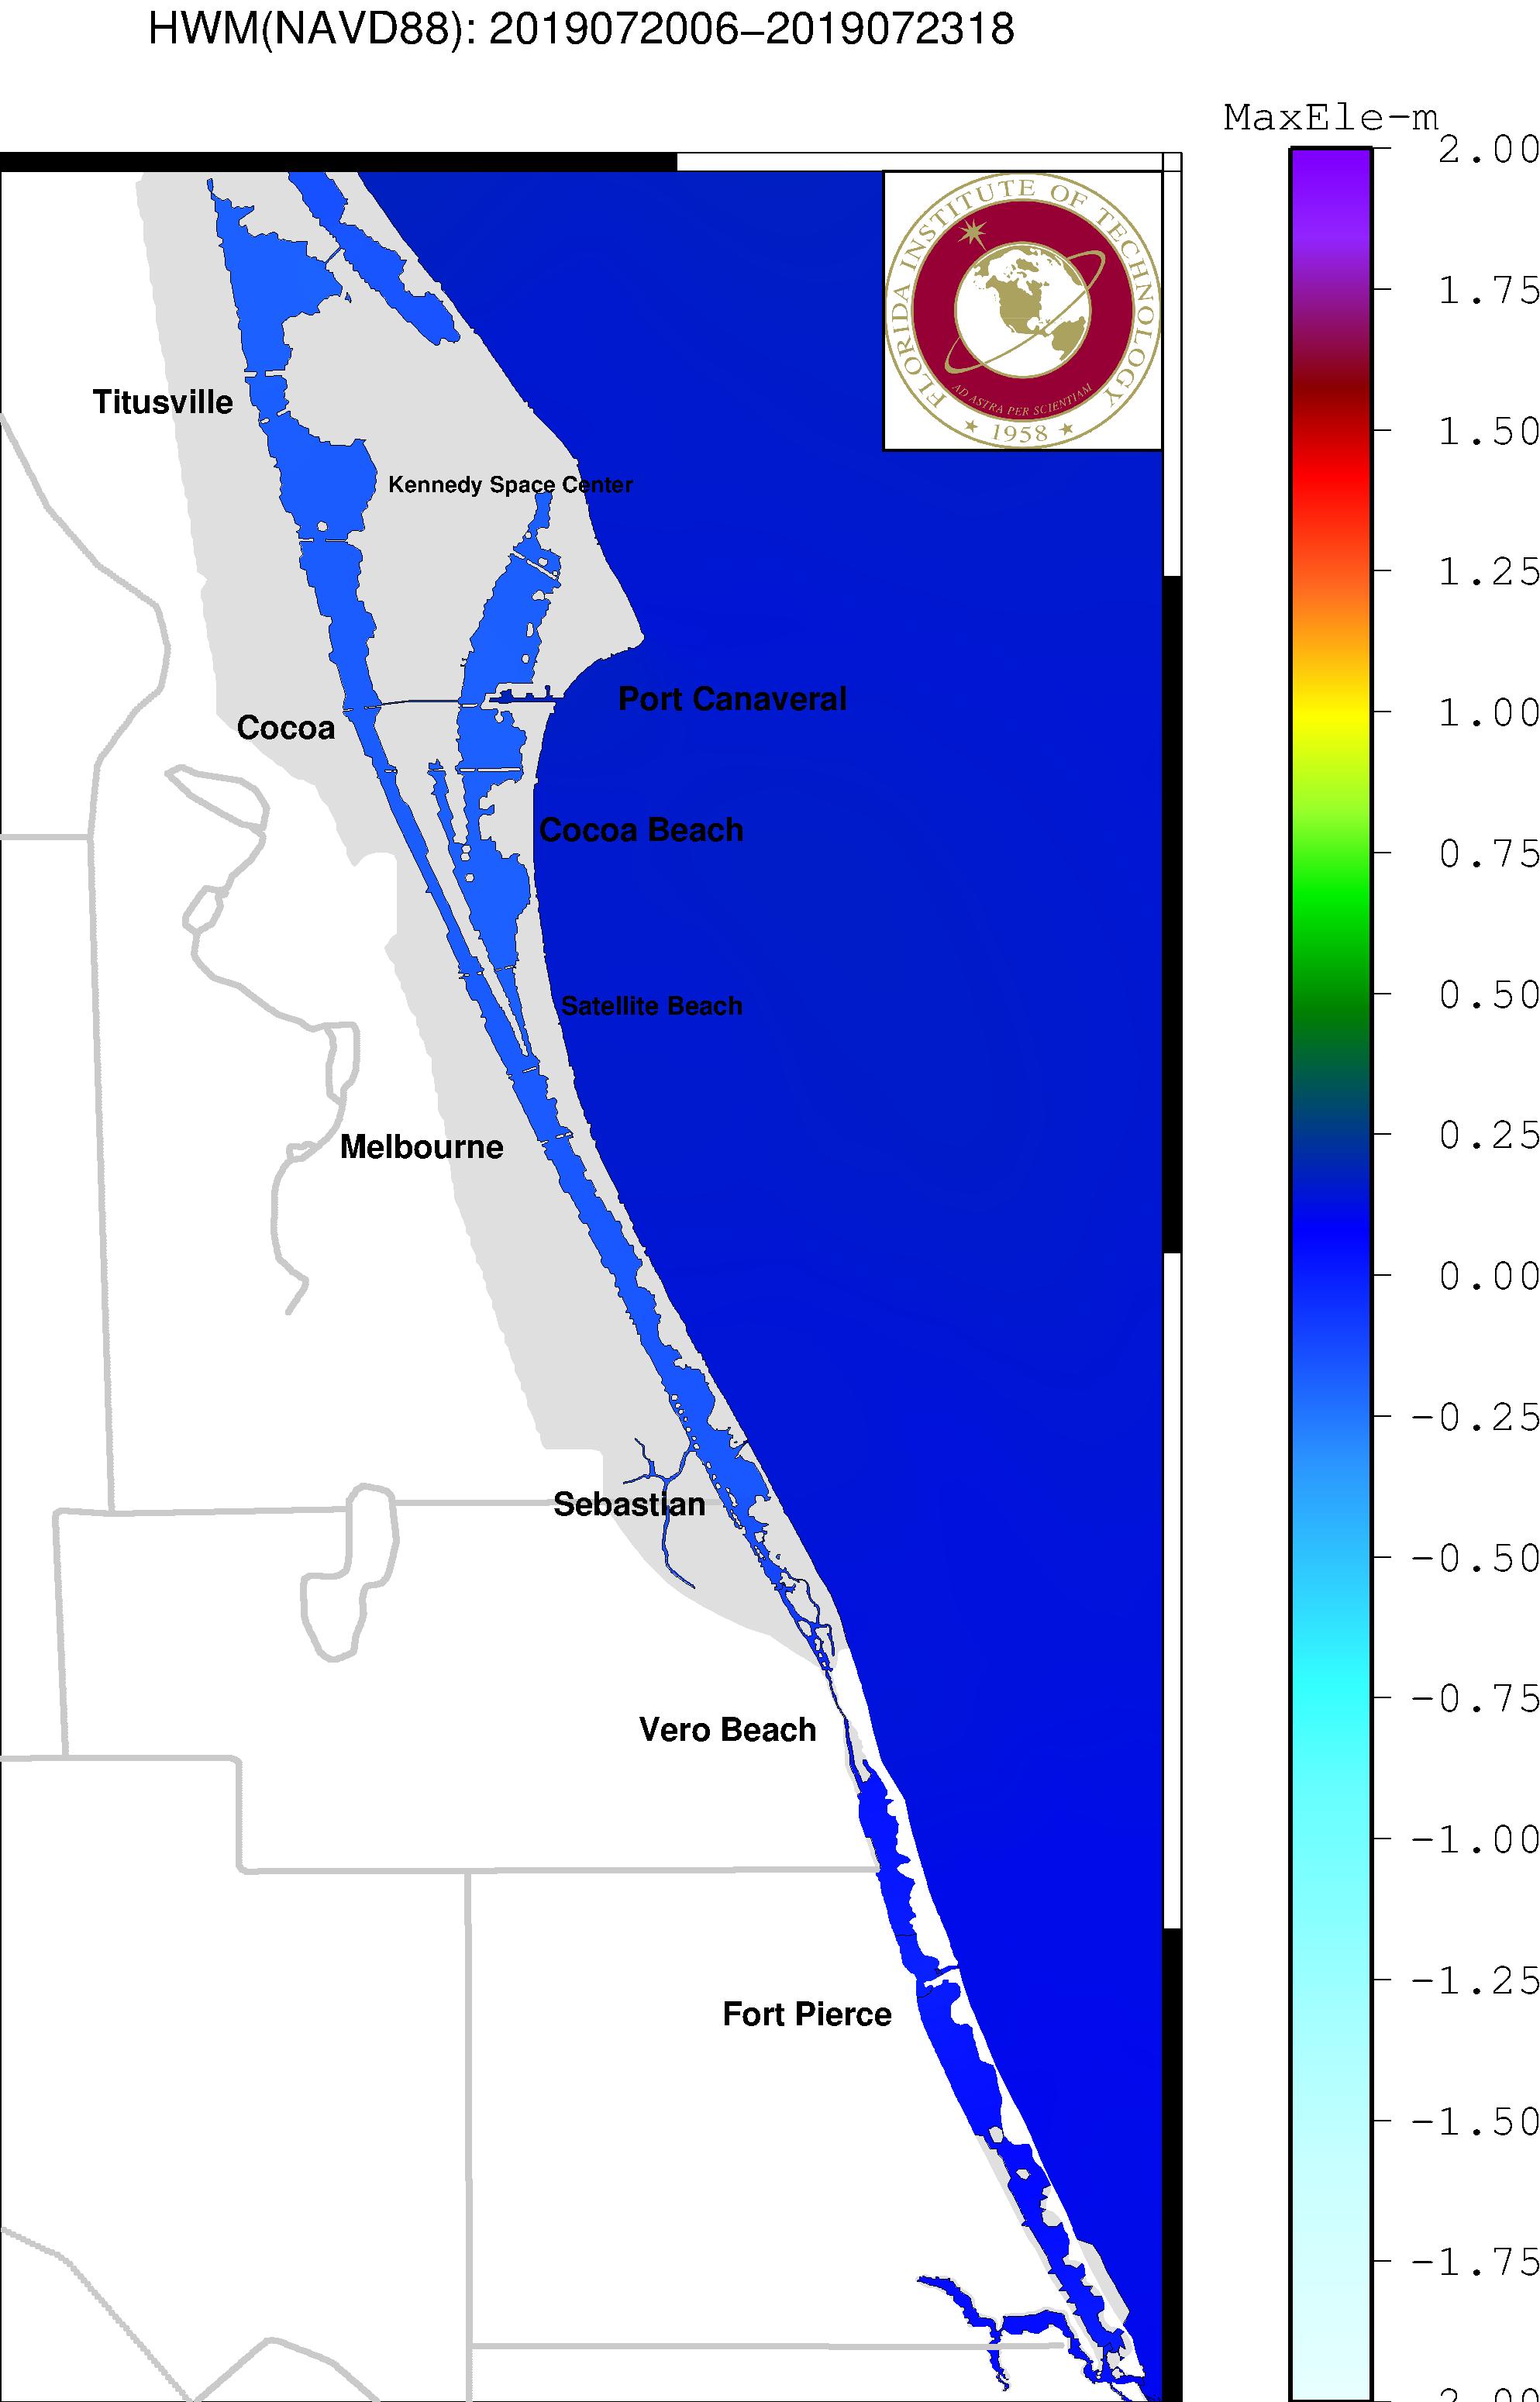 HWM(NAVD88): 2019072006−2019072318
MaxEle-m
2.00
1.75
1.50
1.25
1.00
0.75
0.50
0.25
0.00
−0.25
−0.50
−0.75
−1.00
−1.25
−1.50
−1.75
FLORIDA INSTITUTE OF TECHNOLOGY
AD ASTRA PER SCIENTIAM
1958
Titusville
Kennedy Space Center
Port Canaveral
Cocoa
Cocoa Beach
Satellite Beach
Melbourne
Sebastian
Vero Beach
Fort Pierce